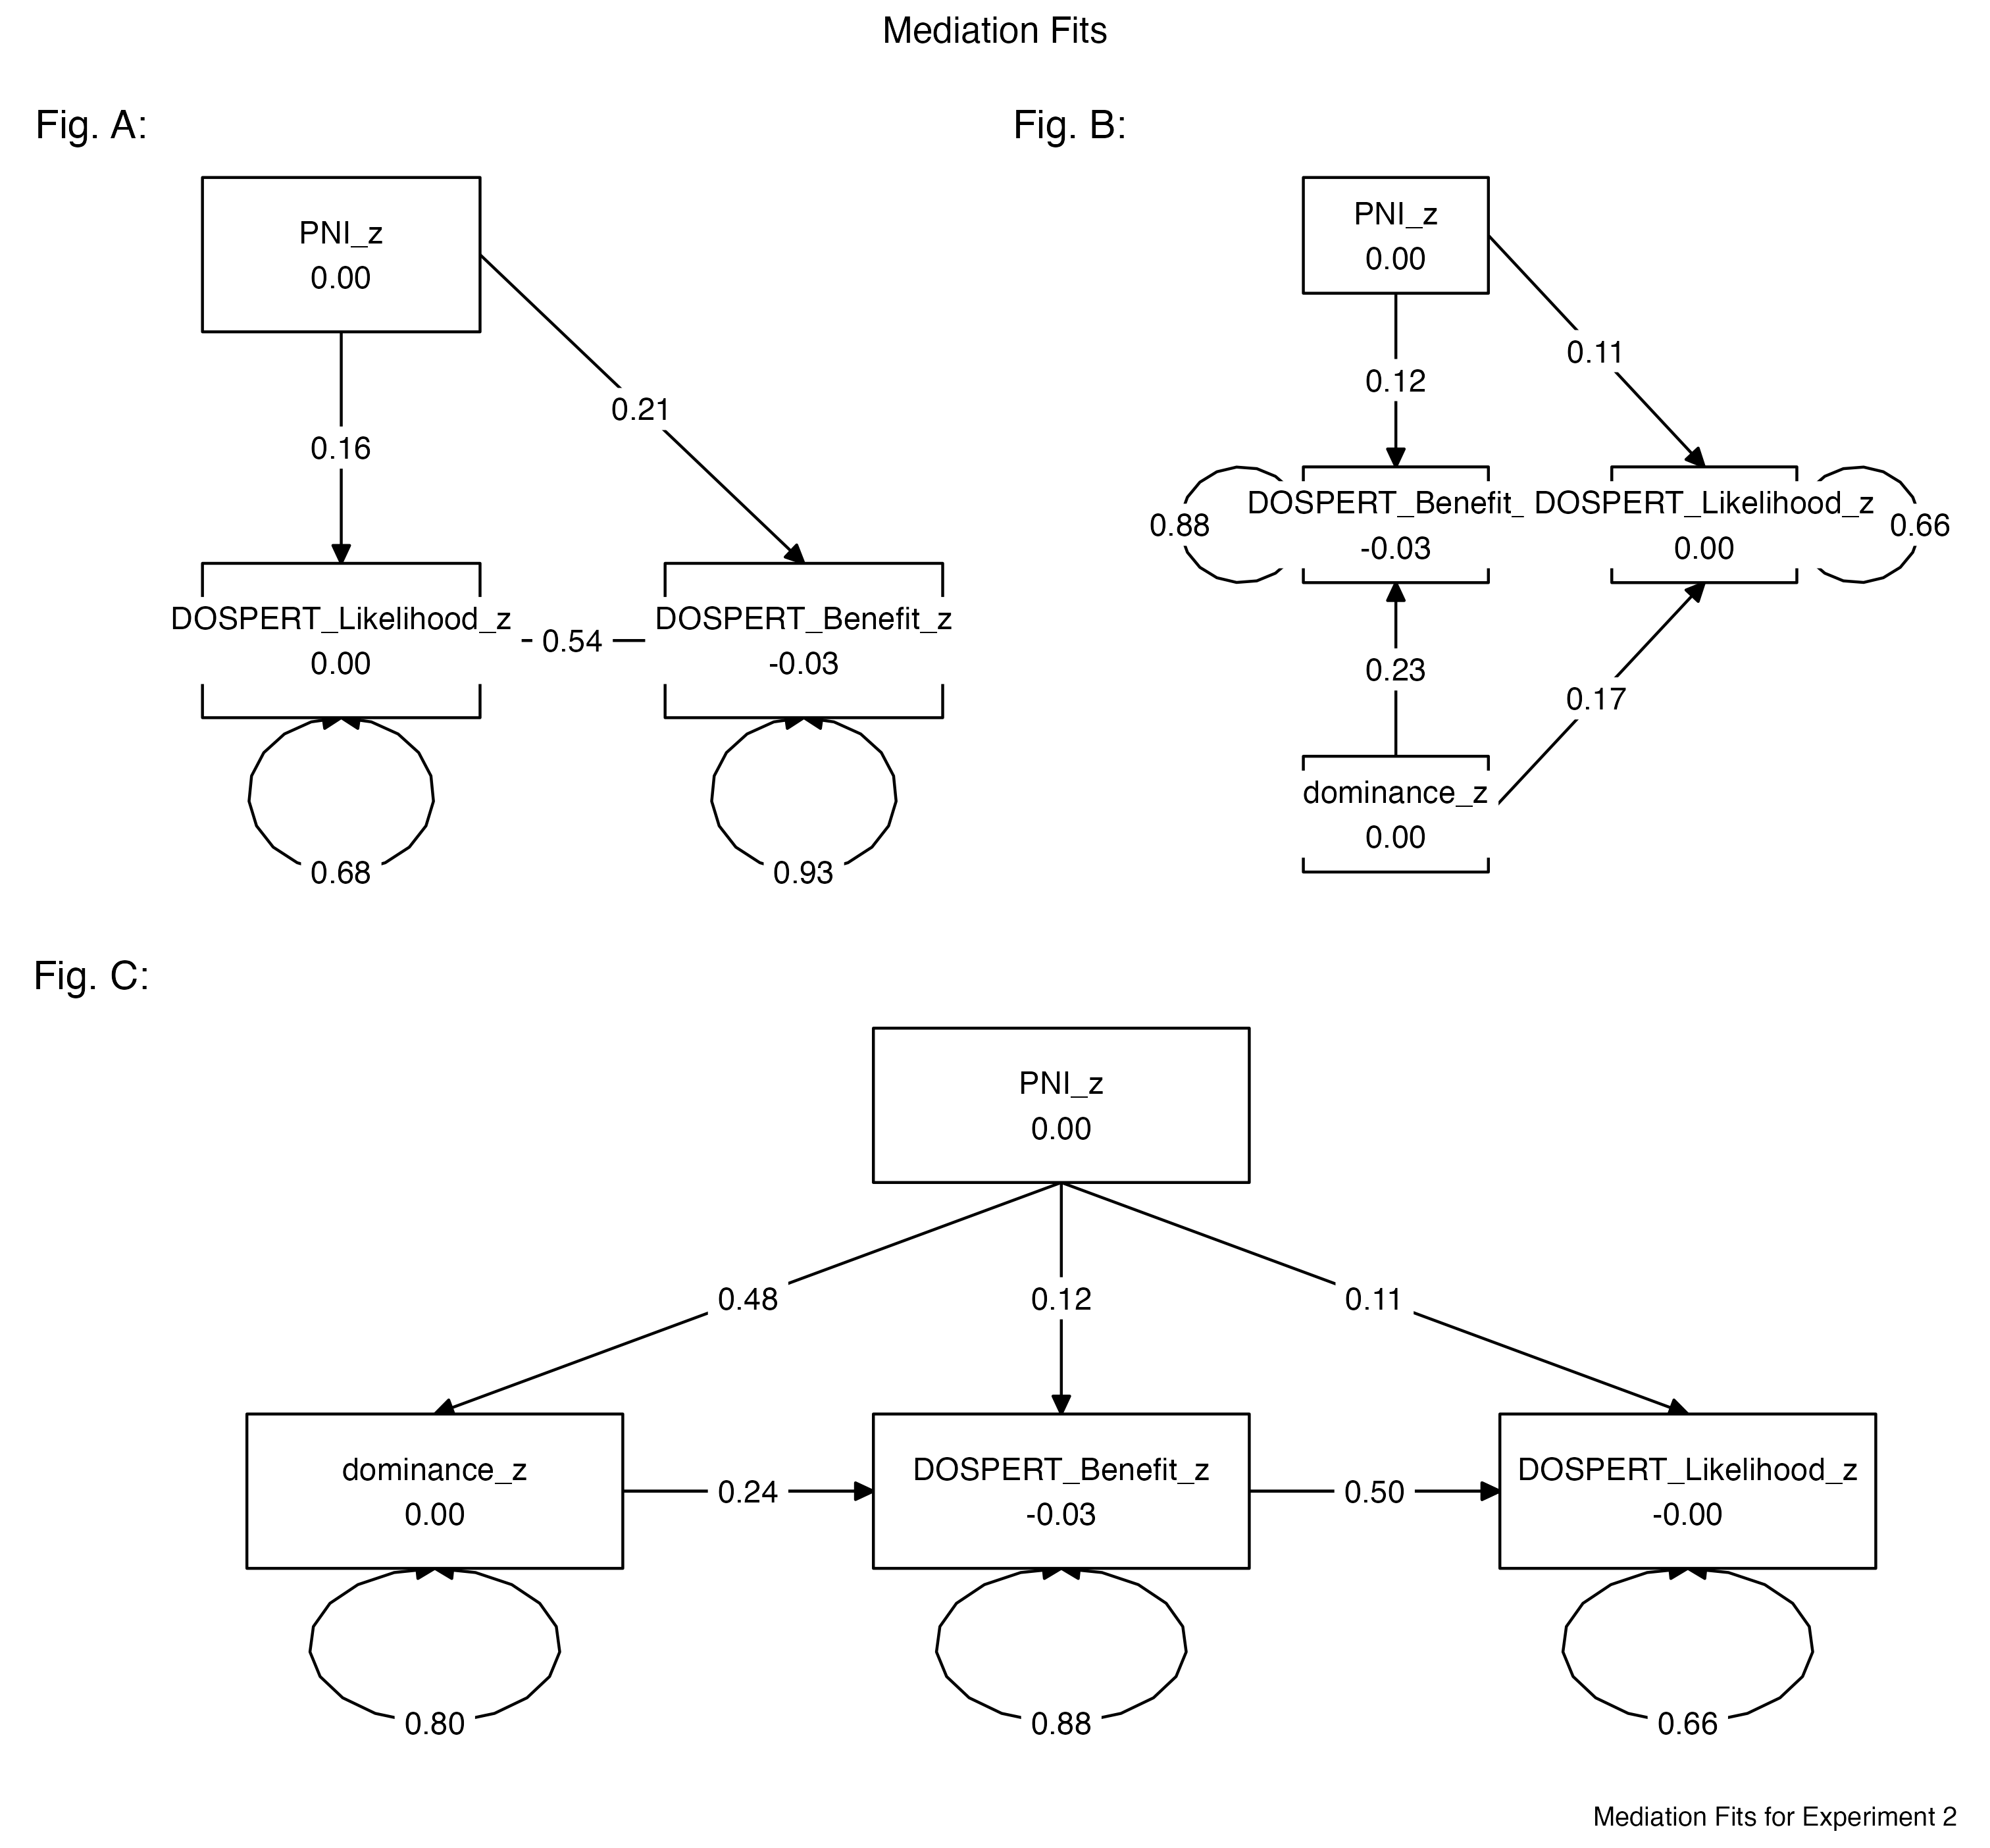 Mediation Fits
Fig. A:
PNI_z
0.00
0.16
0.21
DOSPERT_Likelihood_z
0.00
0.54
DOSPERT_Benefit_z
-0.03
0.68
0.93
Fig. B:
PNI_z
0.00
0.12
0.11
0.88
DOSPERT_Benefit_
-0.03
DOSPERT_Likelihood_z
0.00
0.66
0.23
0.17
dominance_z
0.00
Fig. C:
PNI_z
0.00
0.48
0.12
0.11
dominance_z
0.00
0.24
DOSPERT_Benefit_z
-0.03
0.50
DOSPERT_Likelihood_z
-0.00
0.80
0.88
0.66
Mediation Fits for Experiment 2